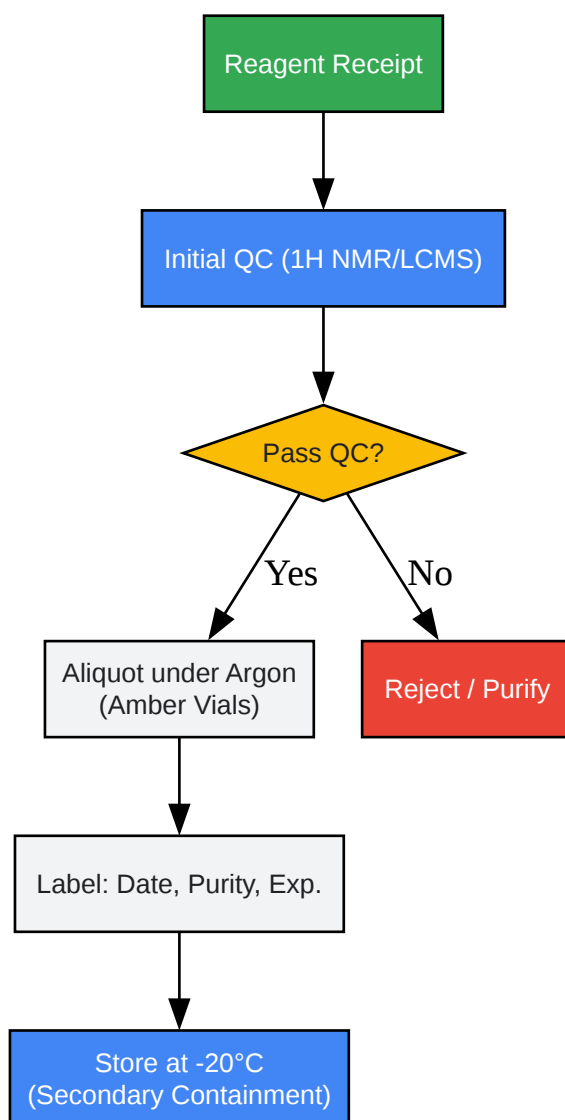 Reagent Receipt
Initial QC (1H NMR/LCMS)
Pass QC?
Yes
No
Aliquot under Argon
(Amber Vials)
Reject / Purify
Label: Date, Purity, Exp.
Store at -20°C
(Secondary Containment)